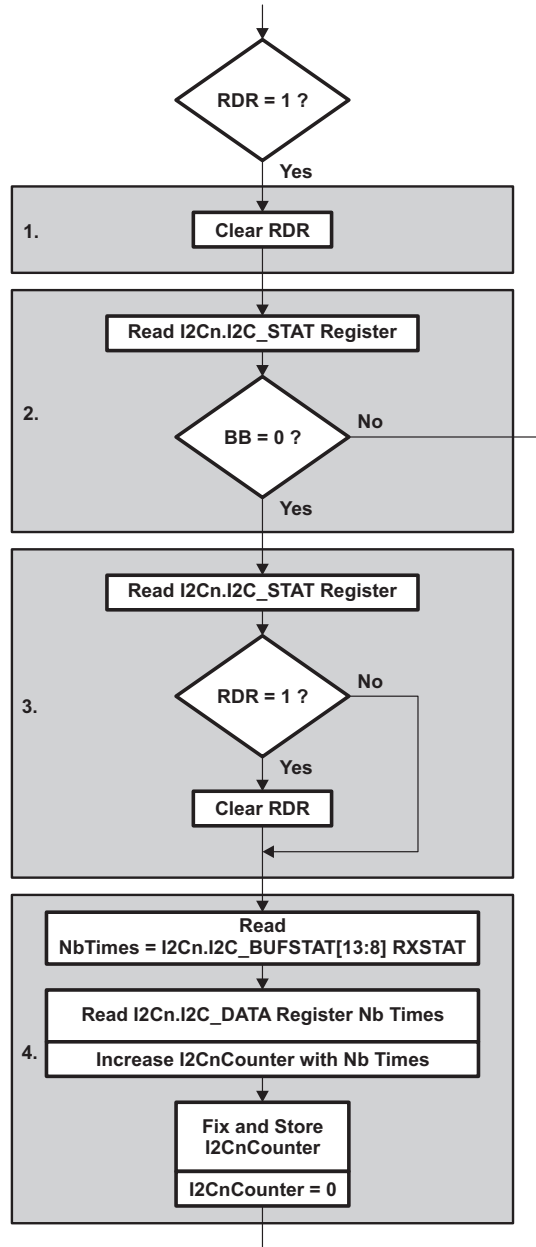 RDR = 1 ?
Yes
1.
Clear RDR
Read I2Cn.I2C_STAT Register
2.
BB = 0 ?
No
Yes
Read I2Cn.I2C_STAT Register
3.
RDR = 1 ?
No
Yes
Clear RDR
4.
Read
NbTimes = I2Cn.I2C_BUFSTAT[13:8] RXSTAT
Read I2Cn.I2C_DATA Register Nb Times
Increase I2CnCounter with Nb Times
Fix and Store
I2CnCounter
I2CnCounter = 0